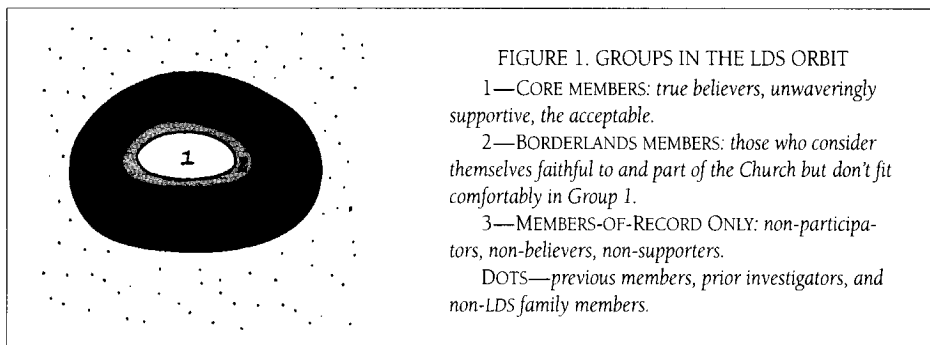 1
FIGURE 1. GROUPS IN THE LDS ORBIT
1—CORE MEMBERS: true believers, unwaveringly
supportive, the acceptable.
2—BORDERLANDS MEMBERS: those who consider
themselves faithful to and part of the Church but don't fit
comfortably in Group 1.
3—MEMBERS-OF-RECORD ONLY: non-participa-
tors, non-believers, non-supporters.
DOTS—previous members, prior investigators, and
non-LDS family members.